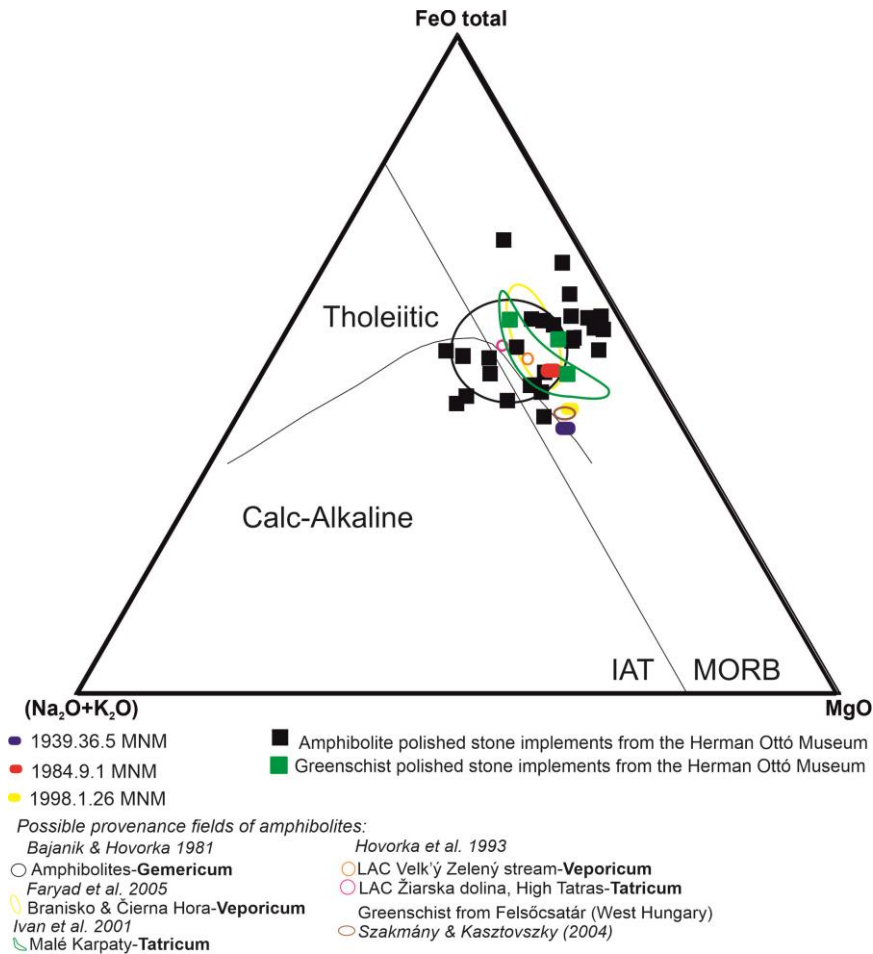 FeO total
Tholeiitic
Calc-Alkaline
IAT
MORB
(Na₂O+K₂O)
MgO
1939.36.5 MNM
1984.9.1 MNM
1998.1.26 MNM
Amphibolite polished stone implements from the Herman Ottó Museum
Greenschist polished stone implements from the Herman Ottó Museum
Possible provenance fields of amphibolites:
Bajanik & Hovorka 1981
Amphibolites-Gemericum
Faryad et al. 2005
Branisko & Čierna Hora-Veporicum
Ivan et al. 2001
Malé Karpaty-Tatricum
Hovorka et al. 1993
LAC Velk'ý Zelený stream-Veporicum
LAC Žiarska dolina, High Tatras-Tatricum
Greenschist from Felsőcsatár (West Hungary)
Szakmány & Kasztovszky (2004)